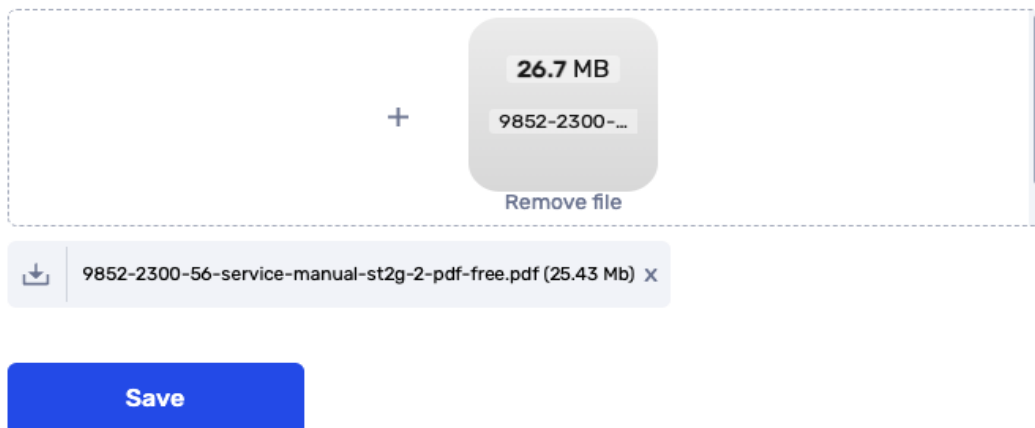 26.7 MB
+
9852-2300-…
Remove file
9852-2300-56-service-manual-st2g-2-pdf-free.pdf (25.43 Mb) x
Save